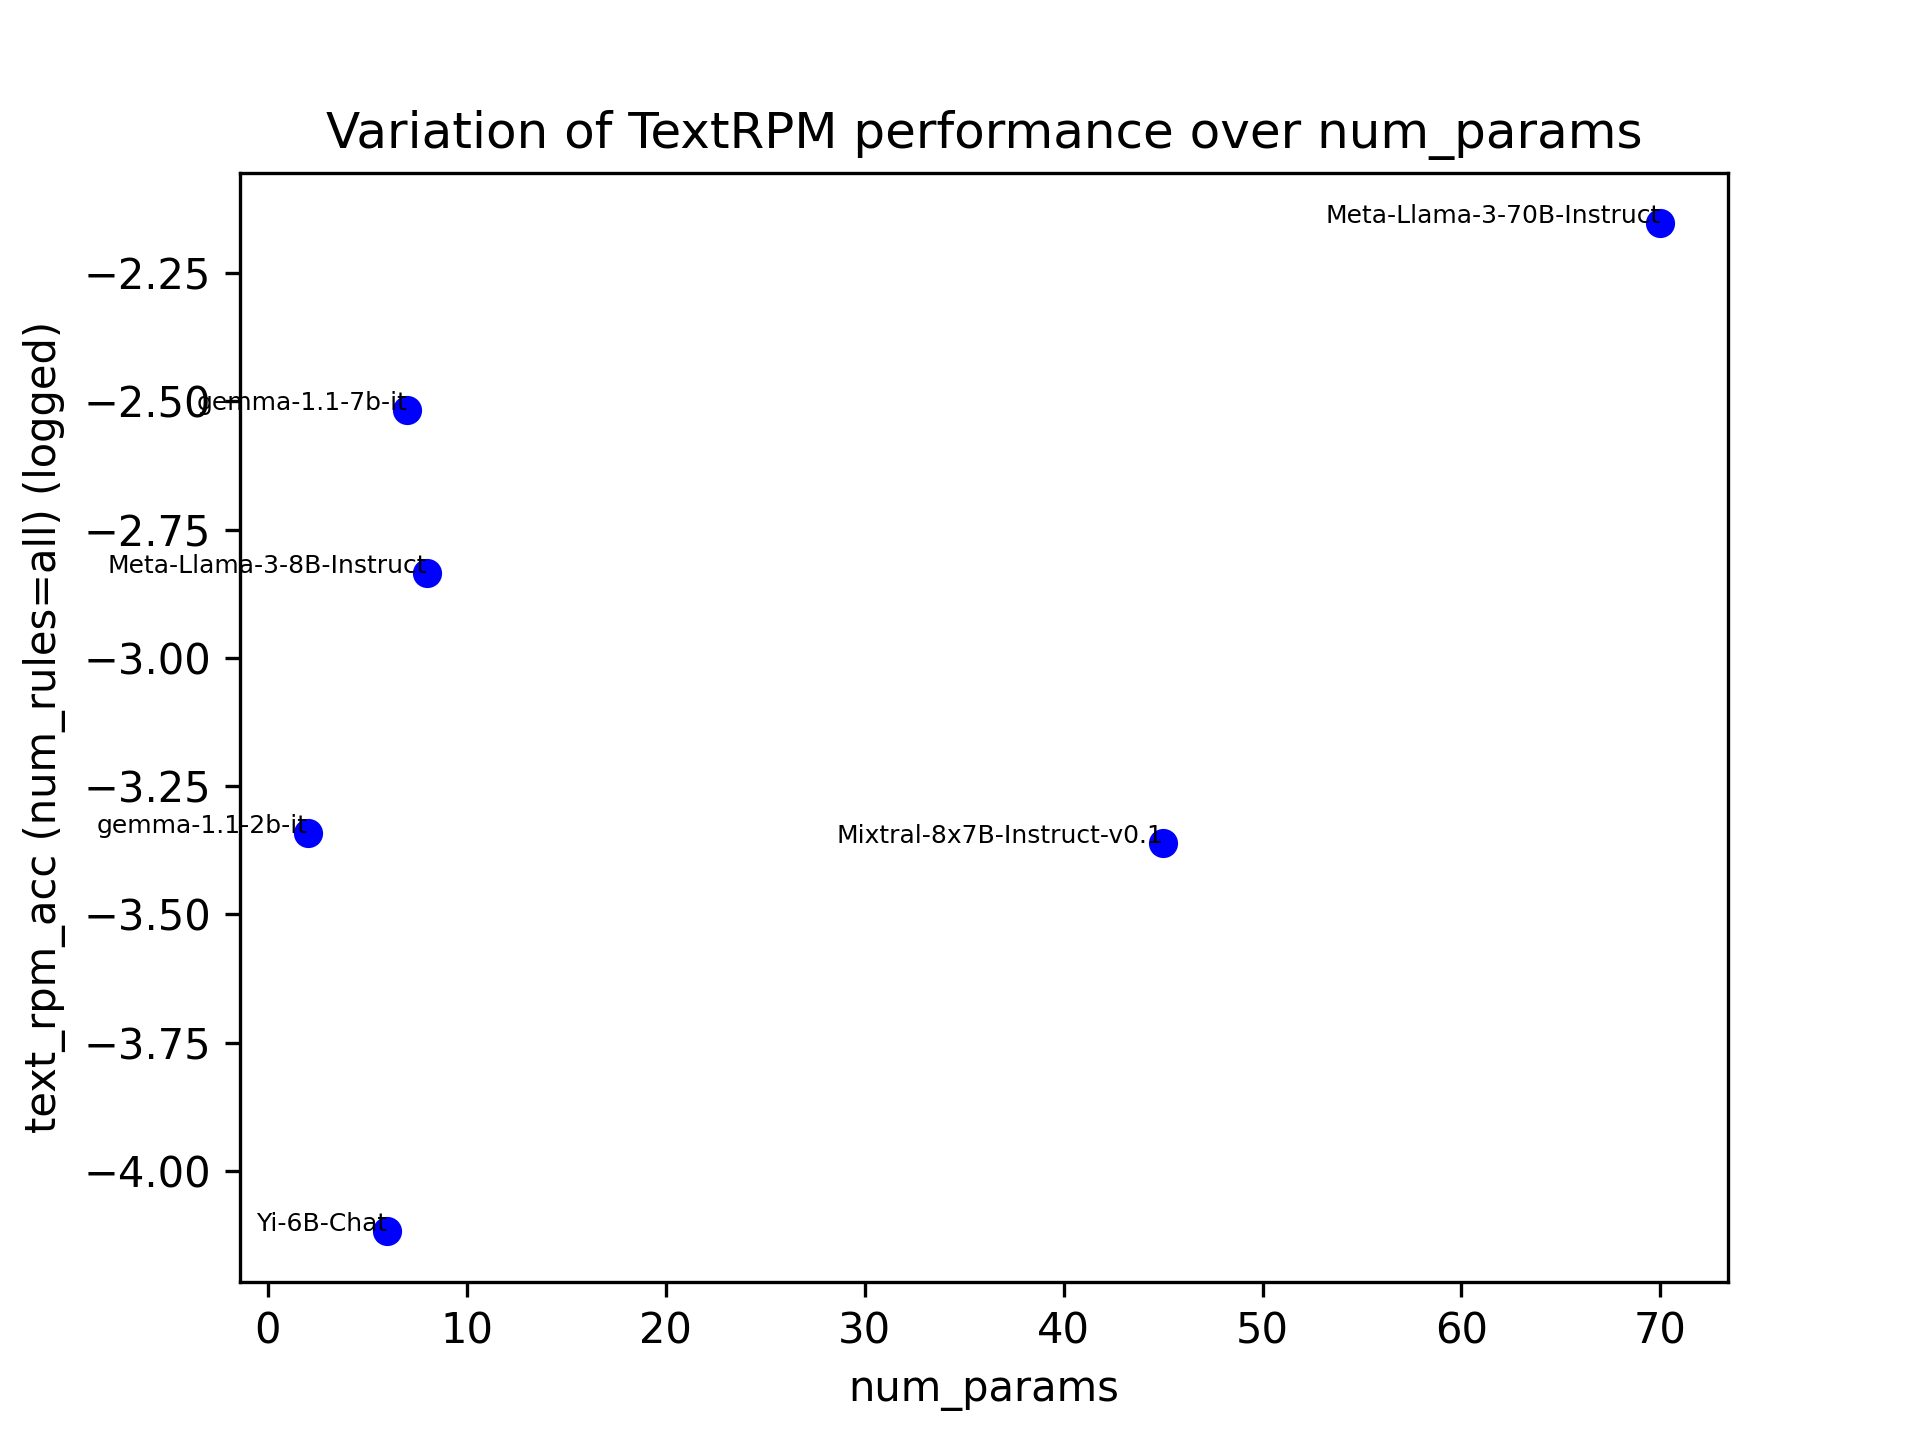 Variation of TextRPM performance over num_params
text_rpm_acc (num_rules=all) (logged)
−2.25
−2.50
−2.75
−3.00
−3.25
−3.50
−3.75
−4.00
Meta-Llama-3-70B-Instruct
gemma-1.1-7b-it
Meta-Llama-3-8B-Instruct
gemma-1.1-2b-it
Mixtral-8x7B-Instruct-v0.1
Yi-6B-Chat
0 10 20 30 40 50 60 70
num_params